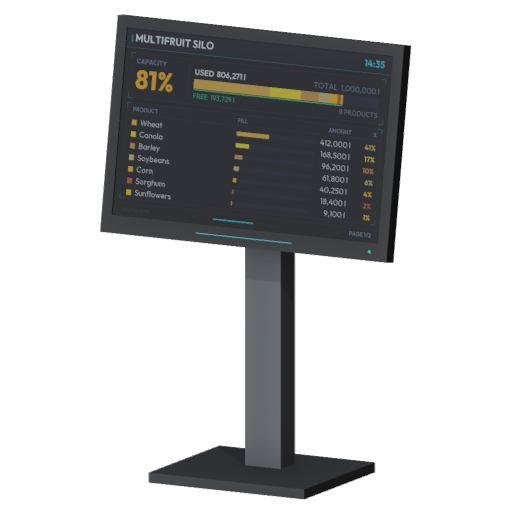 MULTIFRUIT SILO
14:35
CAPACITY
81%
USED 806,271 l
TOTAL 1,000,000 l
FREE 193,729 l
8 PRODUCTS
PRODUCT FILL AMOUNT %
Wheat 412,000 l 41%
Canola 168,500 l 17%
Barley 96,200 l 10%
Soybeans 61,800 l 6%
Corn 40,250 l 4%
Sorghum 18,400 l 2%
Sunflowers 9,100 l 1%
PAGE 1/2